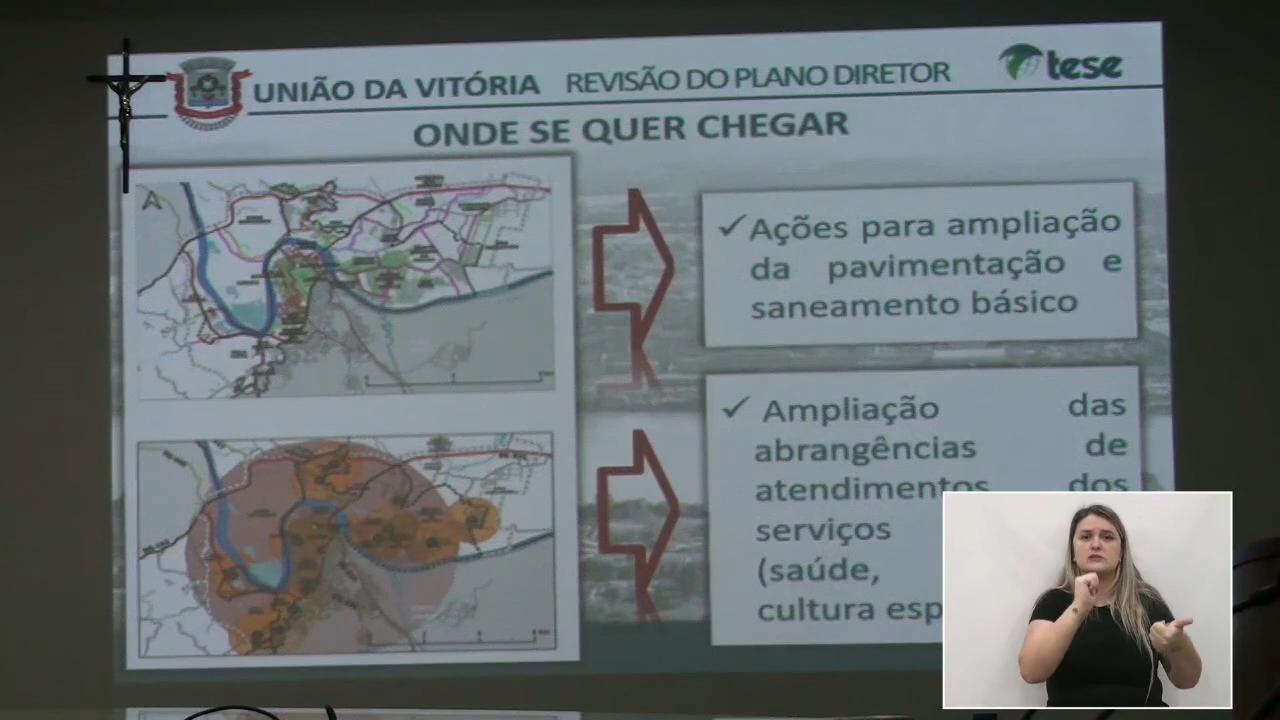 UNIÃO DA VITÓRIA REVISÃO DO PLANO DIRETOR
tese
ONDE SE QUER CHEGAR
A
✓ Ações para ampliação
da pavimentação e
saneamento básico
✓ Ampliação das
abrangências de
atendimentos dos
serviços
(saúde,
cultura esp